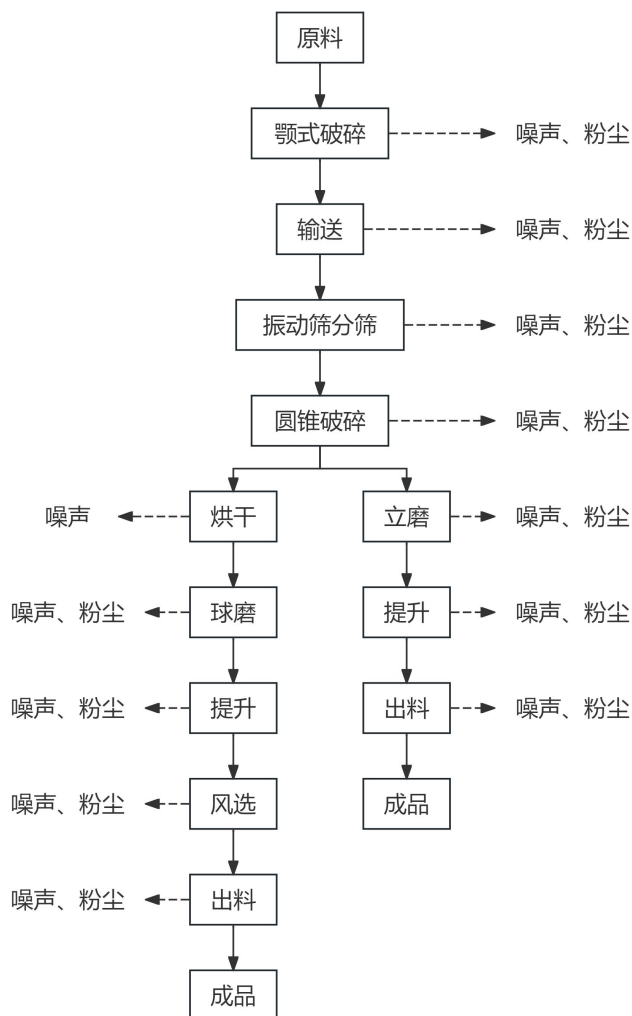 原料
颚式破碎
噪声、粉尘
输送
噪声、粉尘
振动筛分筛
噪声、粉尘
圆锥破碎
噪声、粉尘
噪声
烘干
立磨
噪声、粉尘
噪声、粉尘
球磨
提升
噪声、粉尘
噪声、粉尘
提升
出料
噪声、粉尘
噪声、粉尘
风选
成品
噪声、粉尘
出料
成品